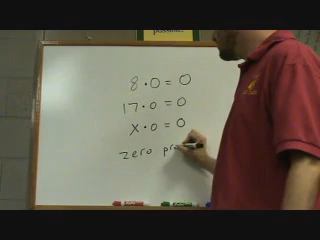 8 · 0 = 0
17 · 0 = 0
x · 0 = 0
zero pr